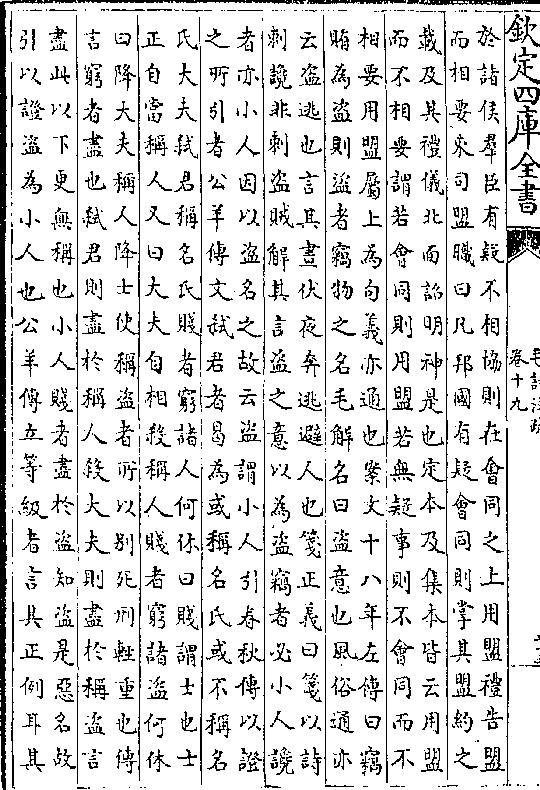 欽定四庫全書
毛詩注疏
卷十九
於諸侯羣臣有疑不相協則在會同之上用盟禮告盟
而相要束司盟職曰凡邦國有疑會同則掌其盟約之
載及其禮儀北面詔明神是也定本及集本皆云用盟
而不相要謂若會同則用盟若無疑事則不會同而不
相要用盟屬上為句義亦通也案文十八年左傳曰竊
賄為盜則盜者竊物之名毛解名曰盜意也風俗通亦
云盜逃也言其晝伏夜奔逃避人也箋正義曰箋以詩
刺讒非刺盜賊解其言盜之意以為盜竊者必小人讒
者亦小人因以盜名之故云盜謂小人引春秋傳以證
之所引者公羊傳文弑君者曷為或稱名氏或不稱名
氏大夫弑君稱名氏賤者窮諸人何休曰賤謂士也士
正自當稱人又曰大夫自相殺稱人賤者窮諸盜何休
曰降大夫稱人降士使稱盜者所以别死刑輕重也傳
言窮者盡也弑君則盡於稱人殺大夫則盡於稱盜言
盡此以下更無稱也小人賤者盡於盜知盜是惡名故
引以證盜為小人也公羊傳立等級者言其正例耳其